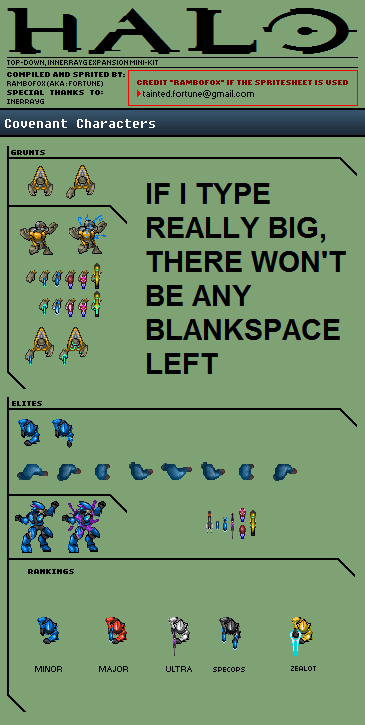 HALO
TOP-DOWN, INNERRAYG EXPANSION MINI-KIT
COMPILED AND SPRITED BY:
RAMBOFOX (AKA: FORTUNE)
SPECIAL THANKS TO:
INERRAYG
CREDIT "RAMBOFOX" IF THE SPRITESHEET IS USED
tainted.fortune@gmail.com
Covenant Characters
GRUNTS
IF I TYPE
REALLY BIG,
THERE WON'T
BE ANY
BLANKSPACE
LEFT
ELITES
RANKINGS
MINOR
MAJOR
ULTRA
SPECOPS
ZEALOT